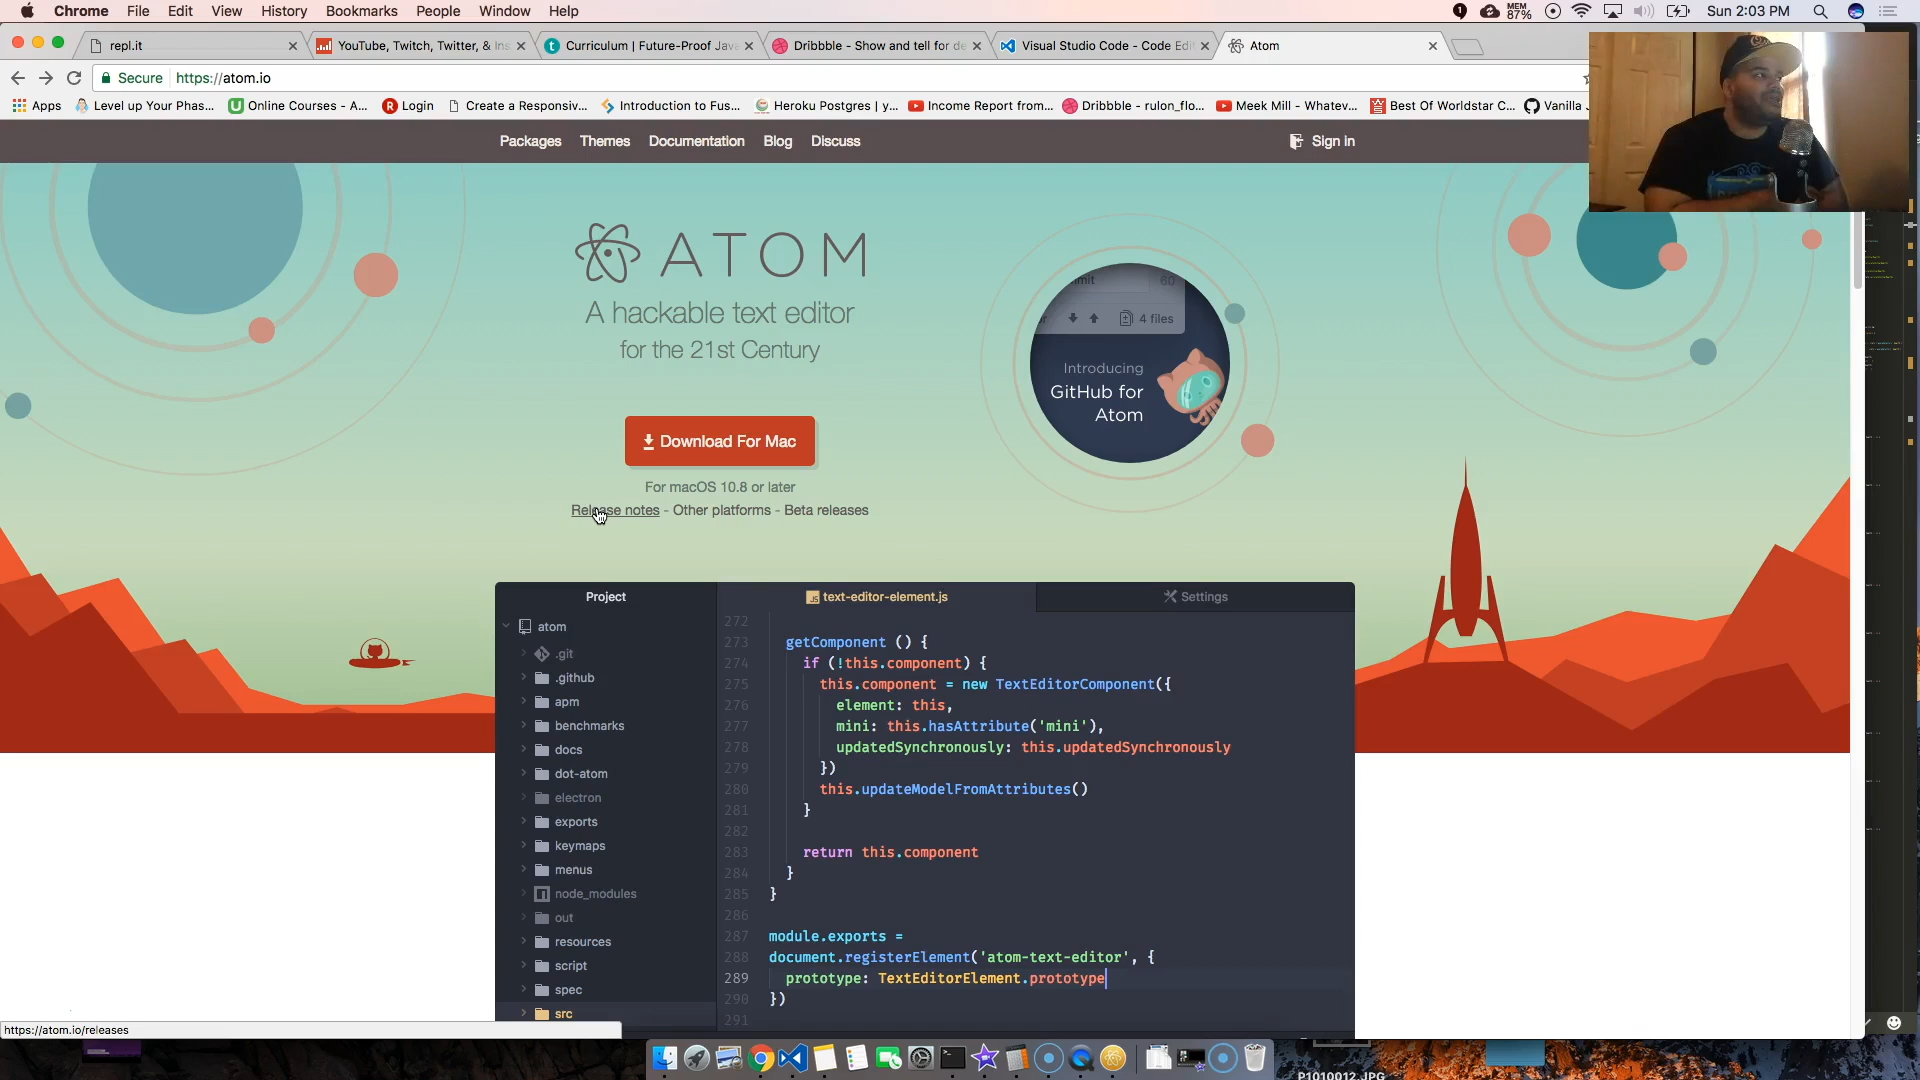 Chrome File Edit View History Bookmarks People Window Help
MEM 87% Sun 2:03 PM
repl.it
YouTube, Twitch, Twitter, & Ins
Curriculum | Future-Proof Java
Dribbble - Show and tell for de
Visual Studio Code - Code Edit
Atom
Secure https://atom.io
Apps Level up Your Phas... Online Courses - A... Login Create a Responsiv... Introduction to Fus... Heroku Postgres | y... Income Report from... Dribbble - rulon_flo... Meek Mill - Whatev... Best Of Worldstar C... Vanilla
Packages Themes Documentation Blog Discuss Sign in
ATOM
A hackable text editor
for the 21st Century
60
4 files
Introducing
GitHub for
Atom
Download For Mac
For macOS 10.8 or later
Release notes - Other platforms - Beta releases
Project
text-editor-element.js
Settings
atom
.git
.github
apm
benchmarks
docs
dot-atom
electron
exports
keymaps
menus
node_modules
out
resources
script
spec
src
272
273 getComponent () {
274 if (!this.component) {
275 this.component = new TextEditorComponent({
276 element: this,
277 mini: this.hasAttribute('mini'),
278 updatedSynchronously: this.updatedSynchronously
279 })
280 this.updateModelFromAttributes()
281 }
282
283 return this.component
284 }
285 }
286
287 module.exports =
288 document.registerElement('atom-text-editor', {
289 prototype: TextEditorElement.prototype
290 })
291
https://atom.io/releases
P1010012.JPG